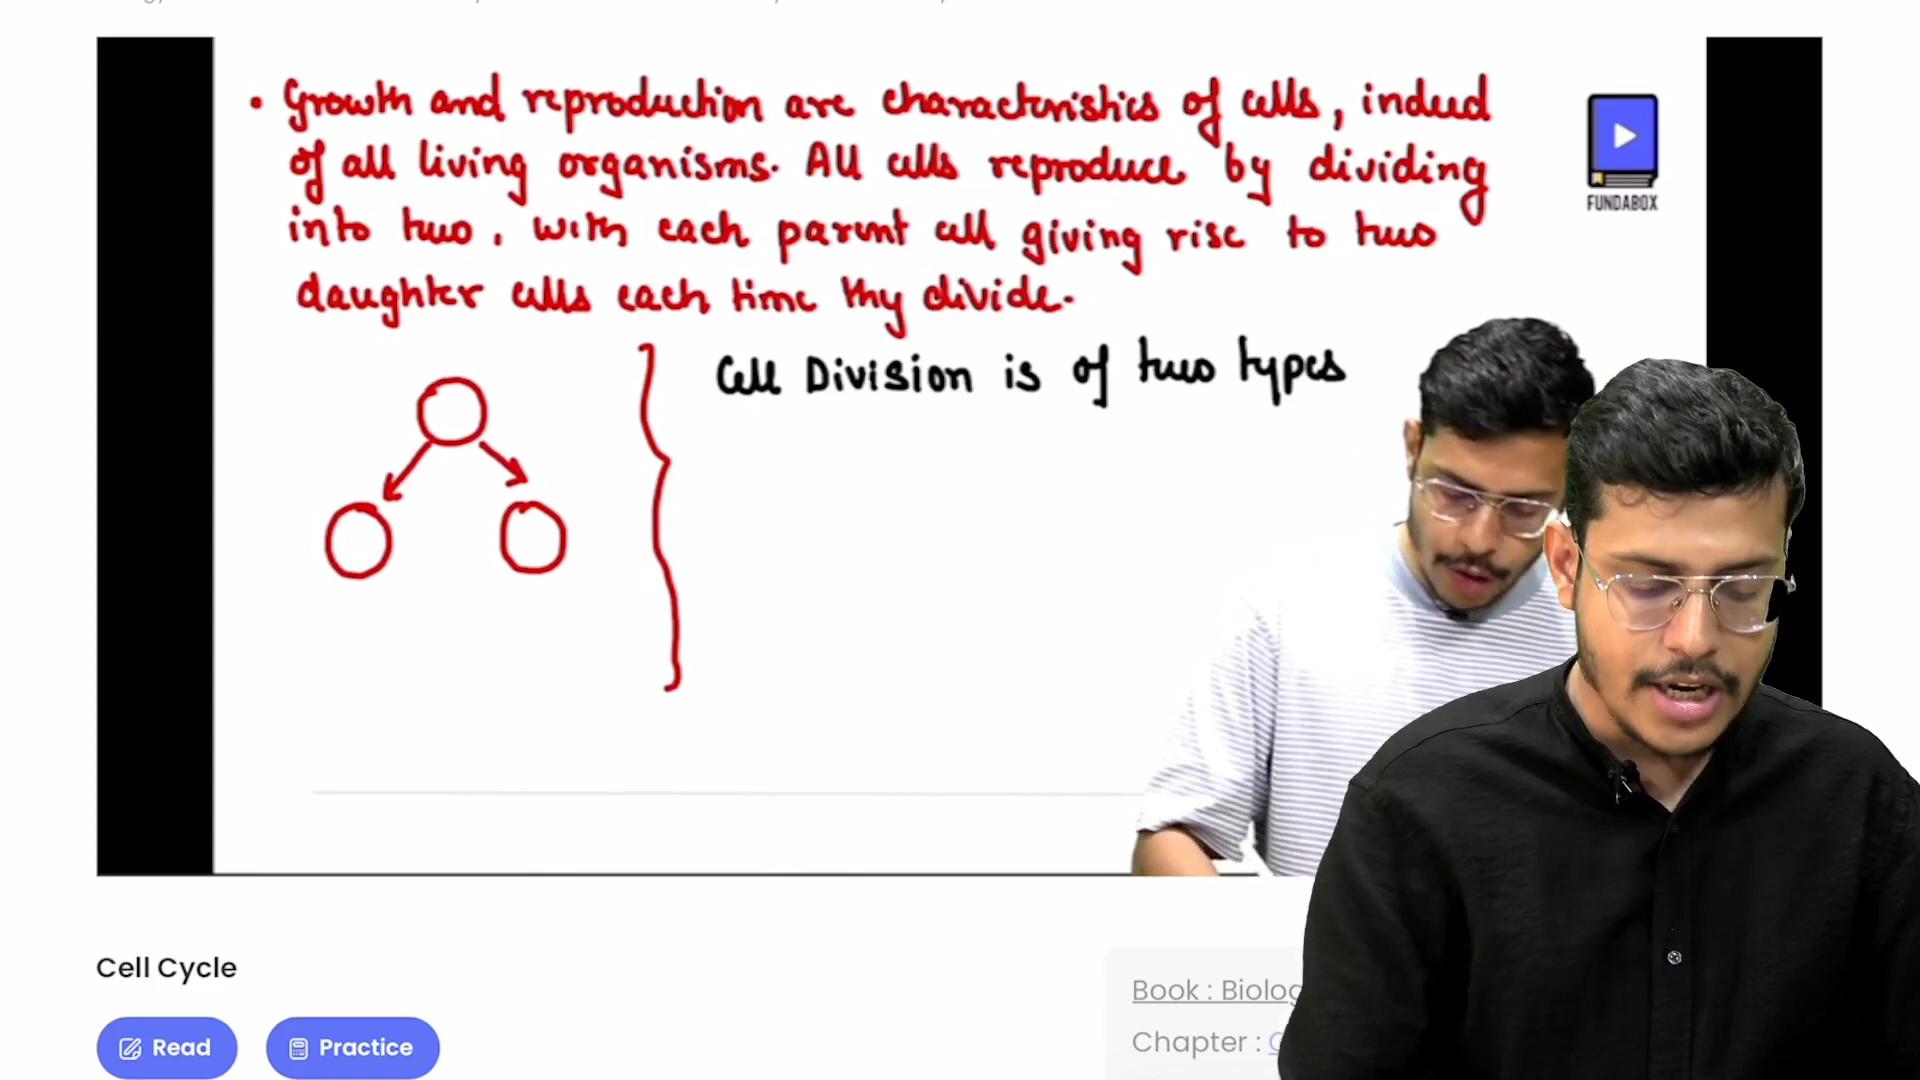 • Growth and reproduction are characteristics of cells, indeed
of all living organisms. All cells reproduce by dividing
into two, with each parent cell giving rise to two
daughter cells each time they divide.
FUNDABOX
Cell Division is of two types
Cell Cycle
Read
Practice
Book : Biolog
Chapter :